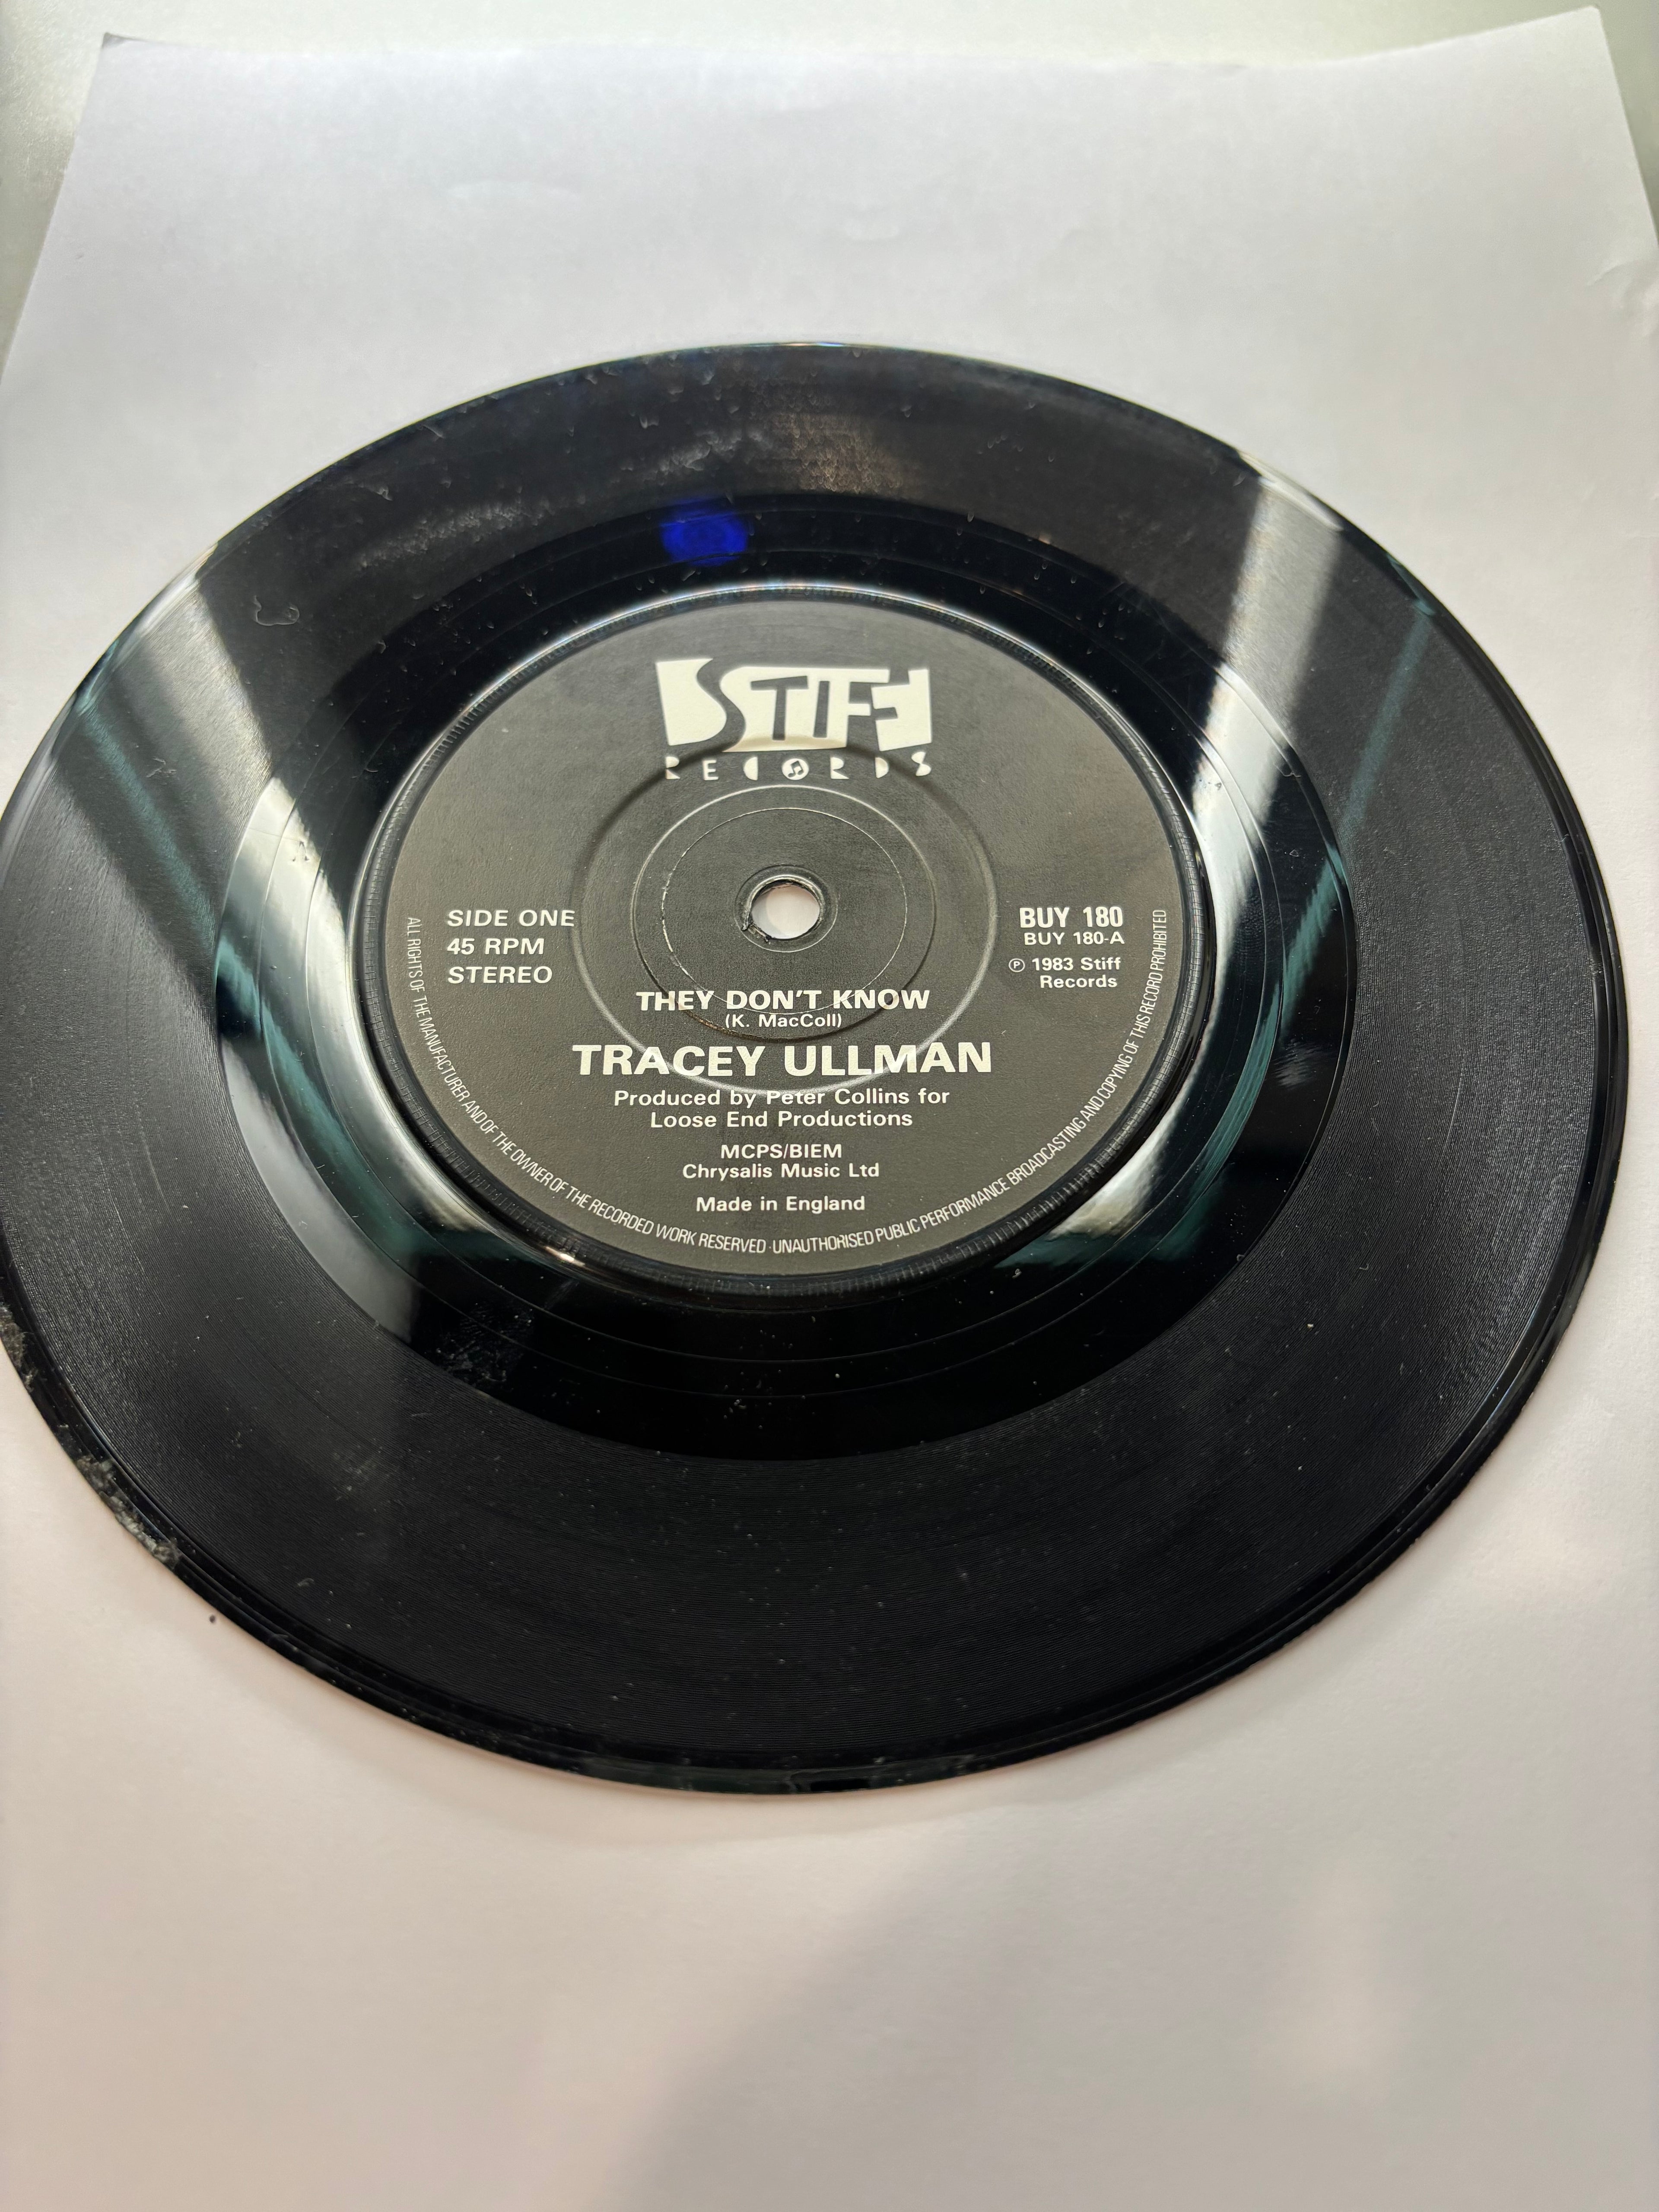 STIFF
RECORDS
SIDE ONE
45 RPM
STEREO
BUY 180
BUY 180-A
℗ 1983 Stiff
Records
THEY DON'T KNOW
(K. MacColl)
TRACEY ULLMAN
Produced by Peter Collins for
Loose End Productions
MCPS/BIEM
Chrysalis Music Ltd
Made in England
ALL RIGHTS OF THE MANUFACTURER AND OF THE OWNER OF THE RECORDED WORK RESERVED · UNAUTHORISED PUBLIC PERFORMANCE BROADCASTING AND COPYING OF THIS RECORD PROHIBITED